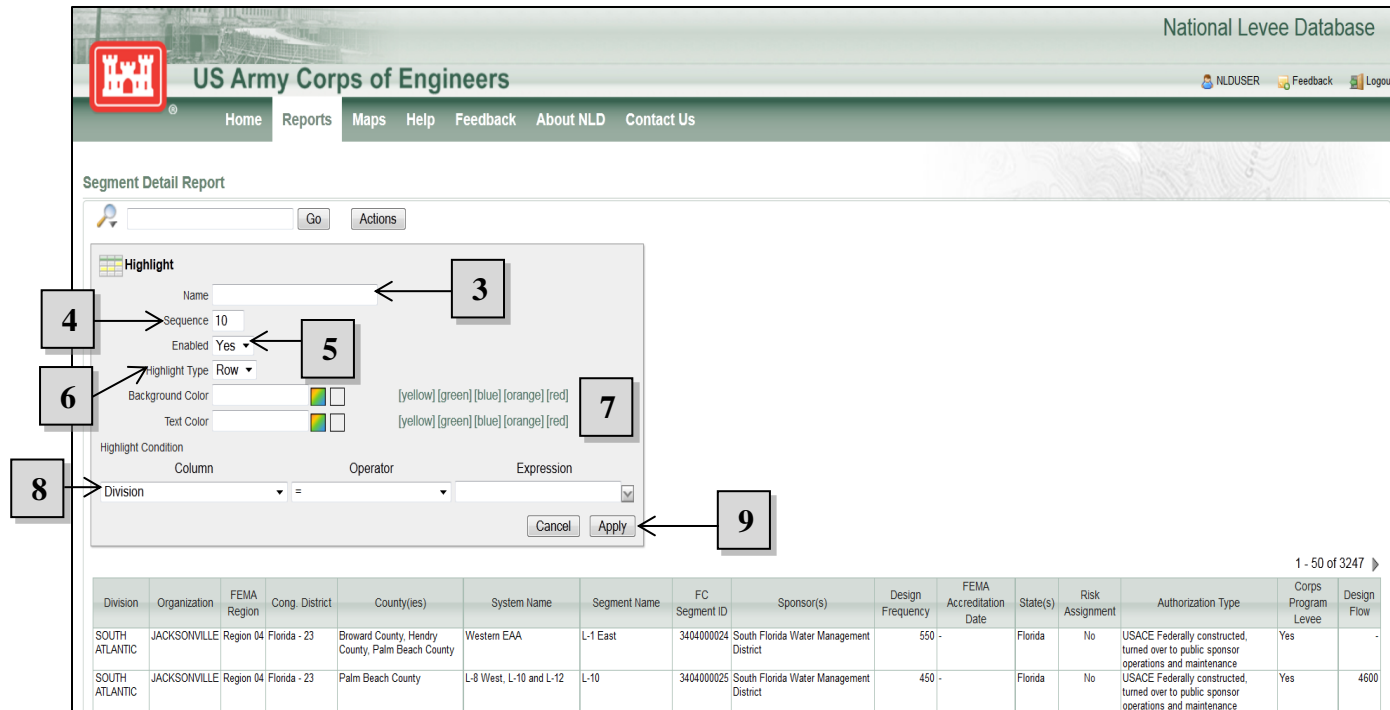 National Levee Database
US Army Corps of Engineers
®
NLDUSER Feedback Logou
Home Reports Maps Help Feedback About NLD Contact Us
Segment Detail Report
Go Actions
Highlight
Name
3
4
Sequence 10
Enabled Yes
5
6
Highlight Type Row
Background Color [yellow] [green] [blue] [orange] [red]
7
Text Color [yellow] [green] [blue] [orange] [red]
Highlight Condition
Column Operator Expression
8
Division =
Cancel Apply
9
1 - 50 of 3247
Division Organization FEMA Region Cong. District County(ies) System Name Segment Name FC Segment ID Sponsor(s) Design Frequency FEMA Accreditation Date State(s) Risk Assignment Authorization Type Corps Program Levee Design Flow
SOUTH ATLANTIC JACKSONVILLE Region 04 Florida - 23 Broward County, Hendry County, Palm Beach County Western EAA L-1 East 3404000024 South Florida Water Management District 550 - Florida No USACE Federally constructed, turned over to public sponsor operations and maintenance Yes -
SOUTH ATLANTIC JACKSONVILLE Region 04 Florida - 23 Palm Beach County L-8 West, L-10 and L-12 L-10 3404000025 South Florida Water Management District 450 - Florida No USACE Federally constructed, turned over to public sponsor operations and maintenance Yes 4600